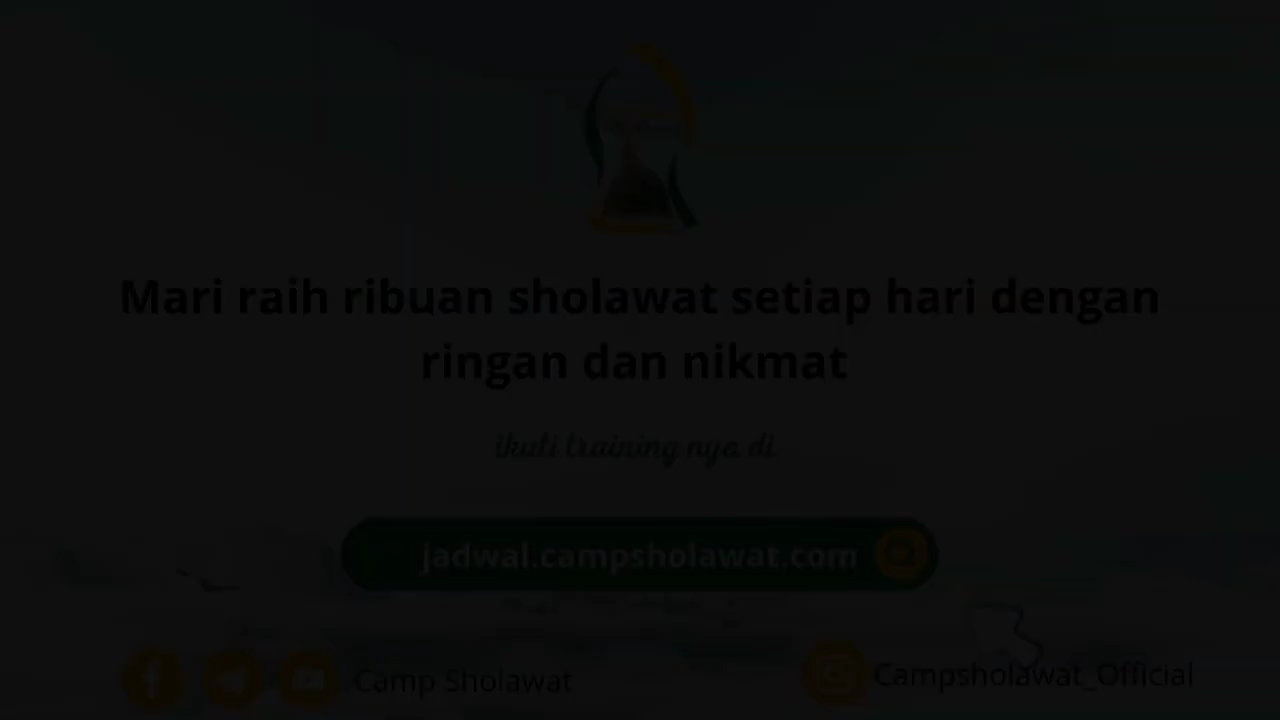 Mari raih ribuan sholawat setiap hari dengan
ringan dan nikmat
ikuti training nya di
jadwal.campsholawat.com
Camp Sholawat
Campsholawat_Official